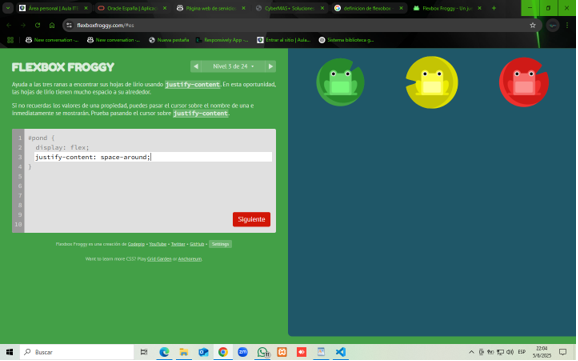 Área personal | Aula P
Oracle España | Aplicacio
Página web de servicios
CyberMAS+ Solucione
definicion de flexbox
Flexbox Froggy - Un ju
flexboxfroggy.com/#es
New conversation -...
New conversation -...
Nueva pestaña
Responsively App -...
Entrar al sitio | Aula...
Sistema biblioteca g...
FLEXBOX FROGGY
Nivel 3 de 24
Ayuda a las tres ranas a encontrar sus hojas de lirio usando justify-content. En esta oportunidad,
las hojas de lirio tienen mucho espacio a su alrededor.
Si no recuerdas los valores de una propiedad, puedes pasar el cursor sobre el nombre de una e
inmediatamente se mostrarán. Prueba pasando el cursor sobre justify-content.
1 #pond {
2 display: flex;
3 justify-content: space-around;
4 }
5
6
7
8
9
10
Siguiente
Flexbox Froggy es una creación de Codepip • YouTube • Twitter • GitHub • Settings
Want to learn more CSS? Play Grid Garden or Anchoreum
Buscar
ESP
22:04
5/8/2025